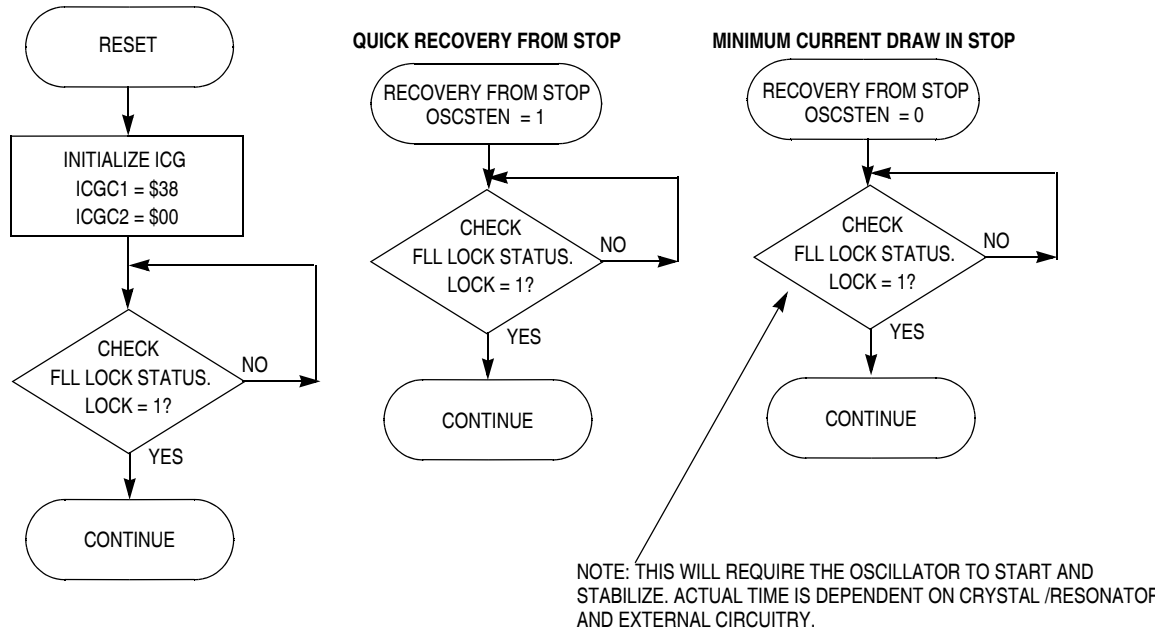 RESET
INITIALIZE ICG
ICGC1 = $38
ICGC2 = $00
CHECK
FLL LOCK STATUS.
LOCK = 1?
NO
YES
CONTINUE
QUICK RECOVERY FROM STOP
RECOVERY FROM STOP
OSCSTEN = 1
CHECK
FLL LOCK STATUS.
LOCK = 1?
NO
YES
CONTINUE
MINIMUM CURRENT DRAW IN STOP
RECOVERY FROM STOP
OSCSTEN = 0
CHECK
FLL LOCK STATUS.
LOCK = 1?
NO
YES
CONTINUE
NOTE: THIS WILL REQUIRE THE OSCILLATOR TO START AND
STABILIZE. ACTUAL TIME IS DEPENDENT ON CRYSTAL /RESONATOR
AND EXTERNAL CIRCUITRY.